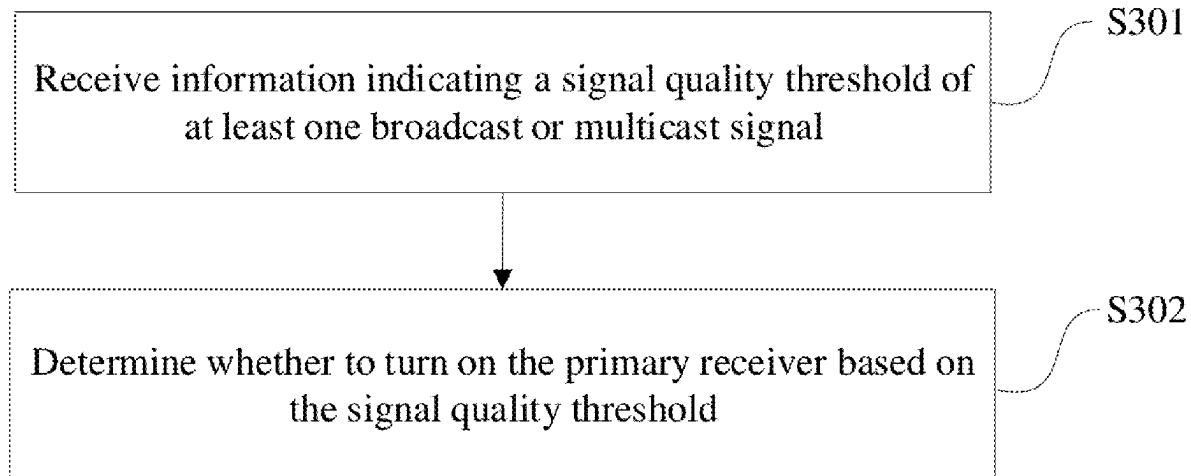 S301
Receive information indicating a signal quality threshold of
at least one broadcast or multicast signal
S302
Determine whether to turn on the primary receiver based on
the signal quality threshold